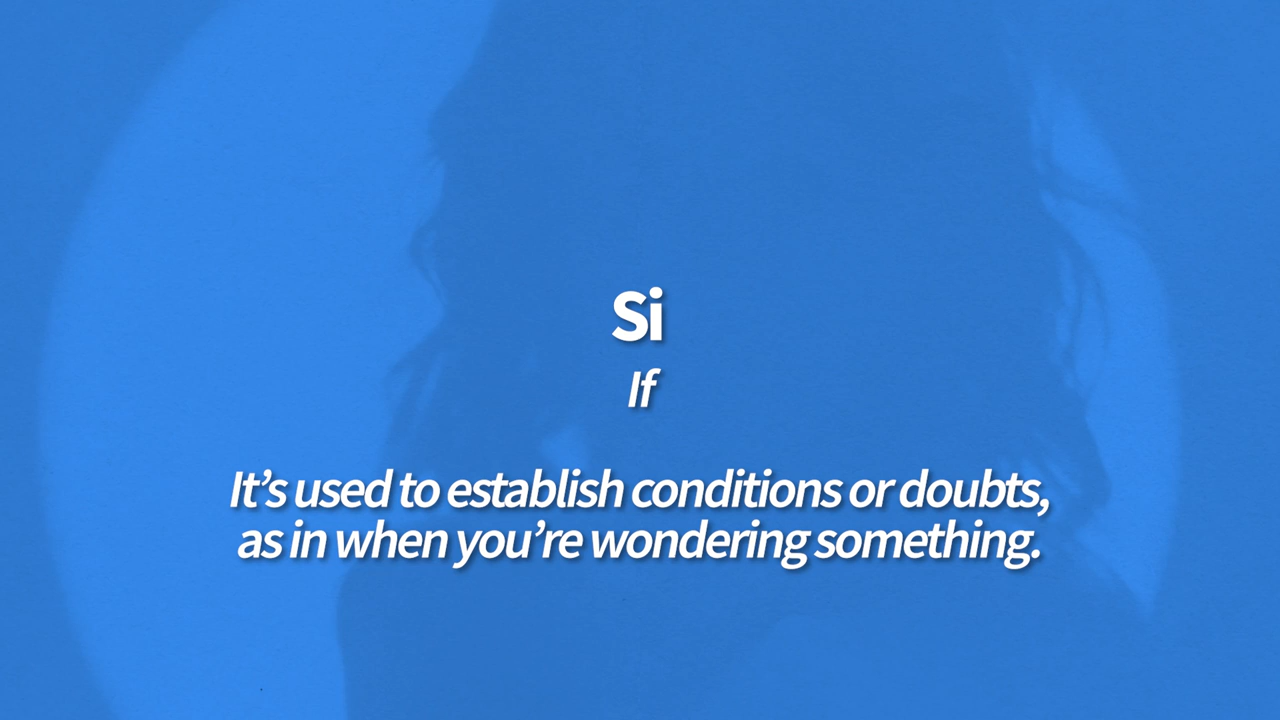 Si
If
It’s used to establish conditions or doubts,
as in when you’re wondering something.